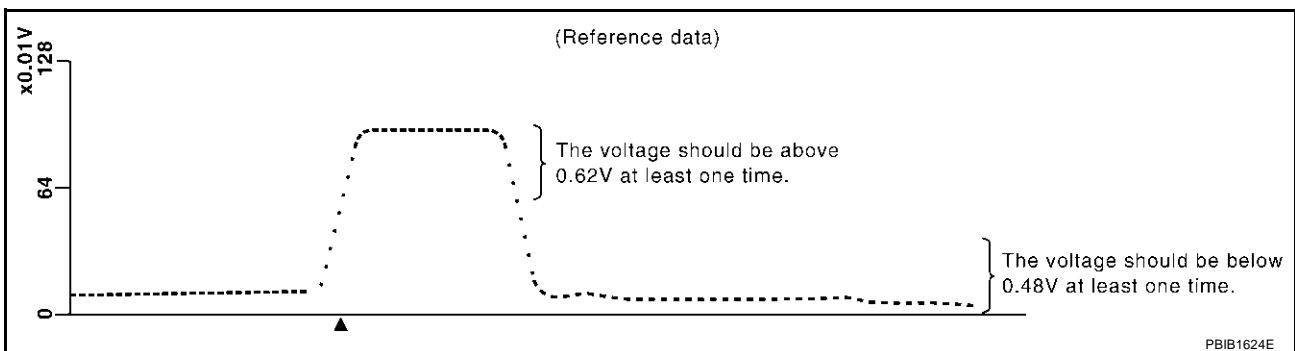 (Reference data)
x0.01V
128
64
0
The voltage should be above
0.62V at least one time.
The voltage should be below
0.48V at least one time.
PBIB1624E